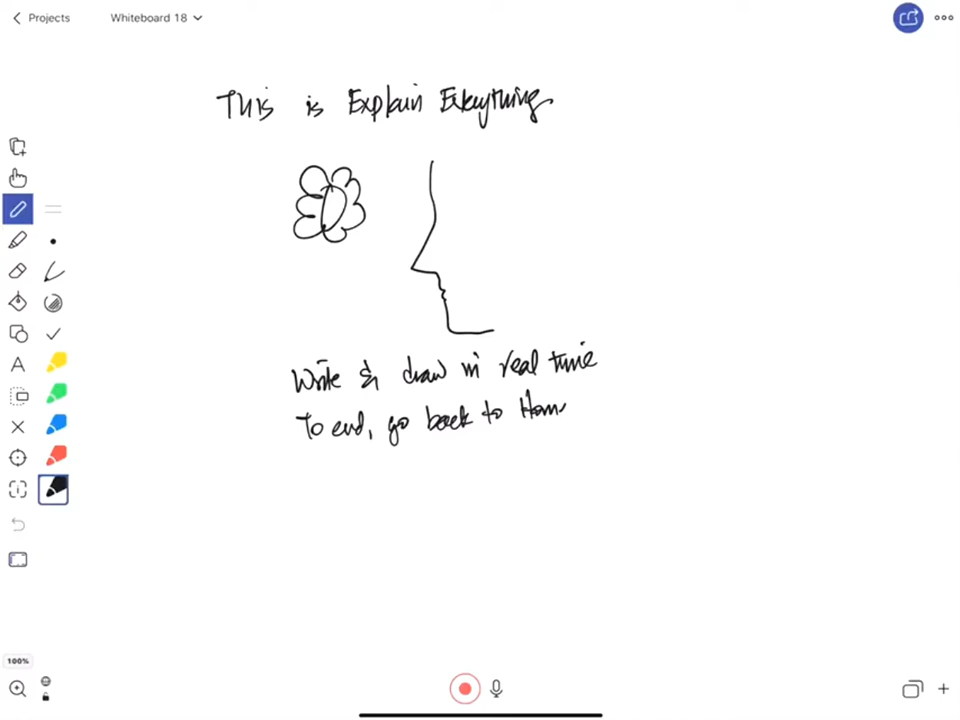 Projects
Whiteboard 18
This is Explain Everything
Write & draw in real time
To end, go back to Hom
A
100%